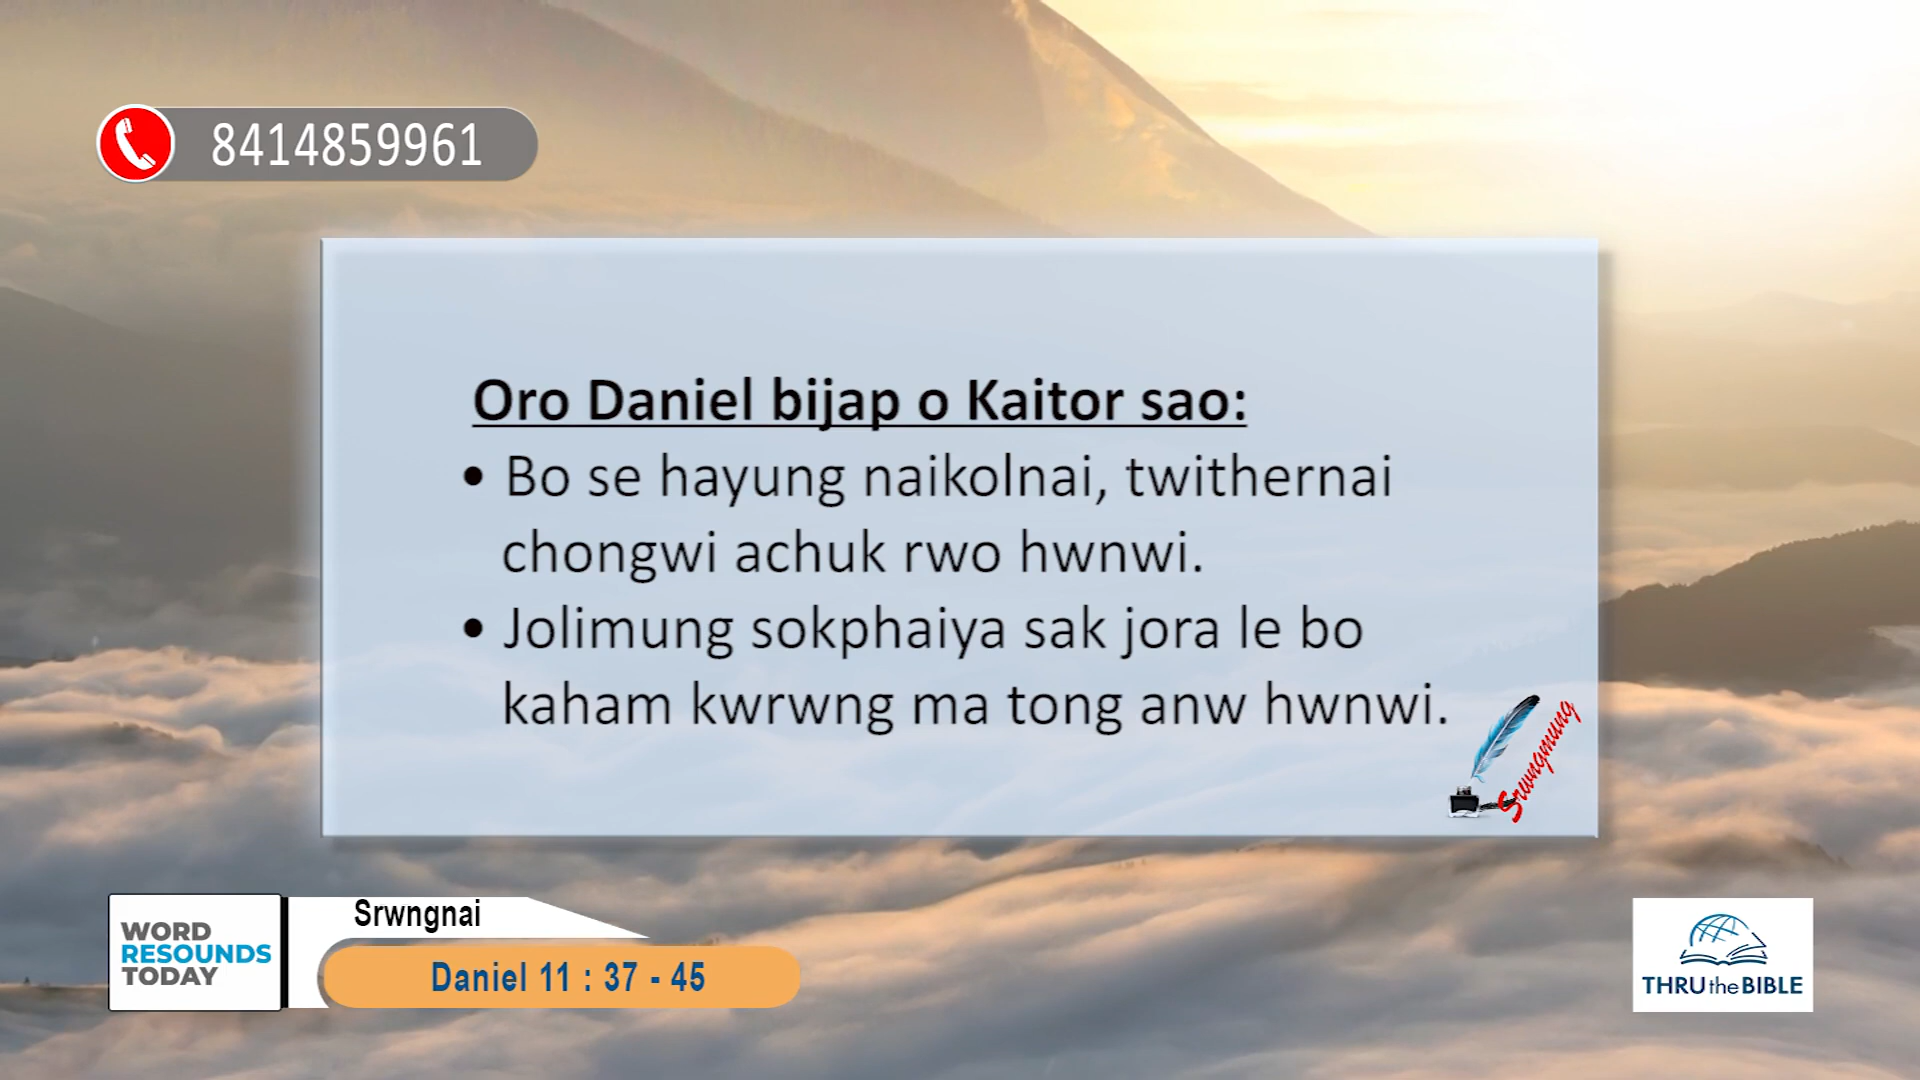 8414859961
Oro Daniel bijap o Kaitor sao:
• Bo se hayung naikolnai, twithernai
chongwi achuk rwo hwnwi.
• Jolimung sokphaiya sak jora le bo
kaham kwrwng ma tong anw hwnwi.
Srwngmung
WORD
RESOUNDS
TODAY
Srwngnai
Daniel 11 : 37 - 45
THRU the BIBLE